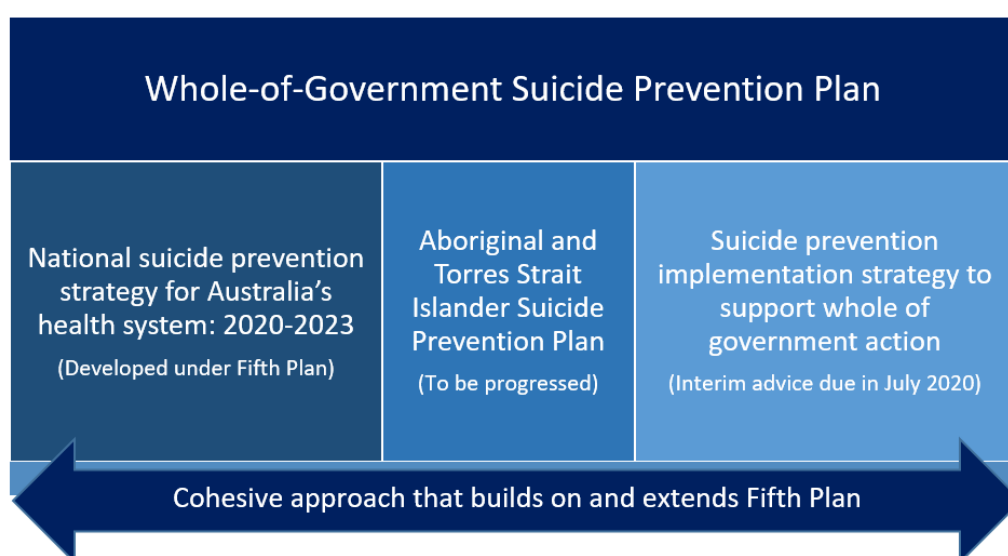 Whole-of-Government Suicide Prevention Plan
National suicide prevention
strategy for Australia’s
health system: 2020-2023
(Developed under Fifth Plan)
Aboriginal and
Torres Strait
Islander Suicide
Prevention Plan
(To be progressed)
Suicide prevention
implementation strategy to
support whole of
government action
(Interim advice due in July 2020)
Cohesive approach that builds on and extends Fifth Plan